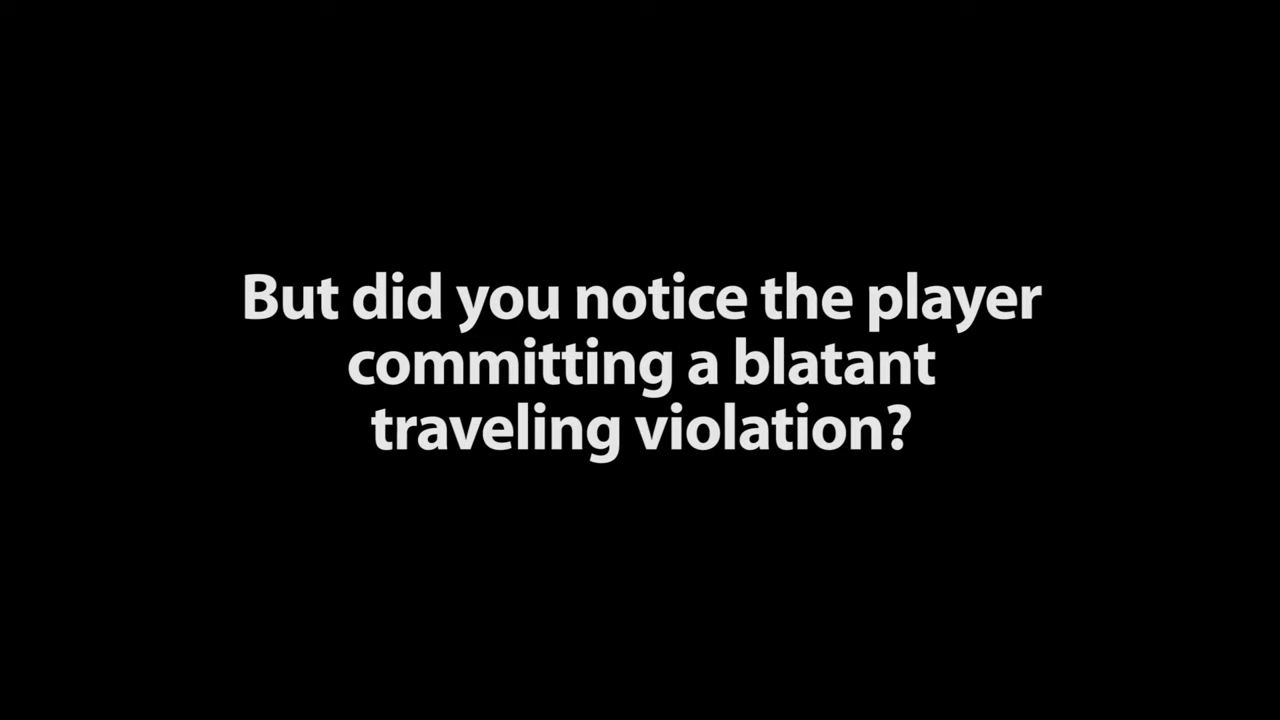 But did you notice the player
committing a blatant
traveling violation?